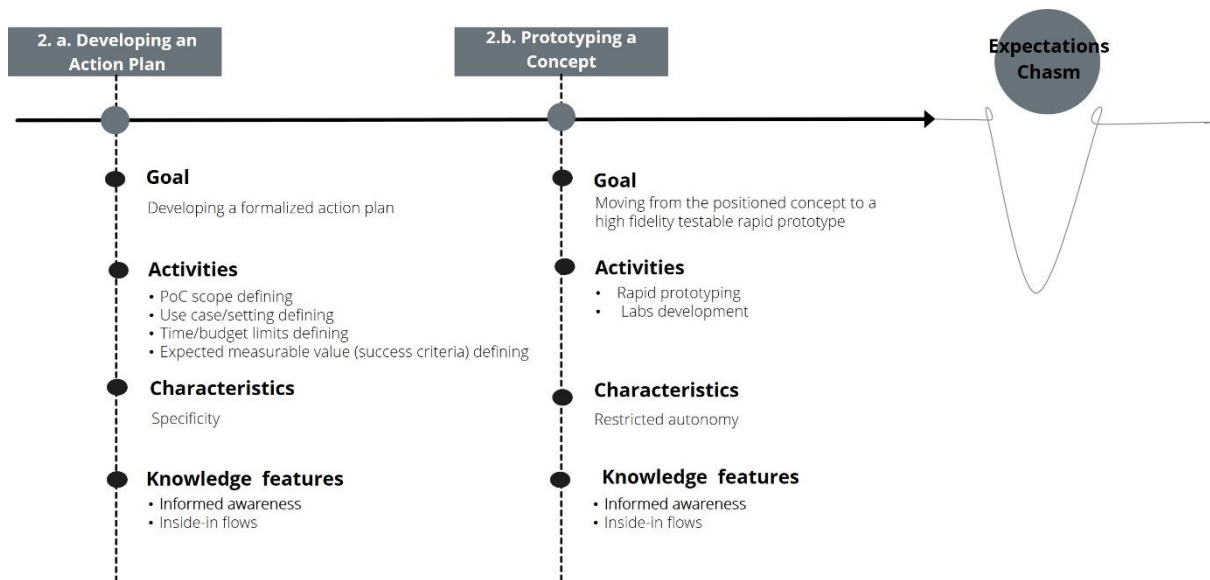 2. a. Developing an
Action Plan
2.b. Prototyping a
Concept
Expectations
Chasm
Goal
Developing a formalized action plan
Activities
• PoC scope defining
• Use case/setting defining
• Time/budget limits defining
• Expected measurable value (success criteria) defining
Characteristics
Specificity
Knowledge features
• Informed awareness
• Inside-in flows
Goal
Moving from the positioned concept to a
high fidelity testable rapid prototype
Activities
• Rapid prototyping
• Labs development
Characteristics
Restricted autonomy
Knowledge features
• Informed awareness
• Inside-in flows